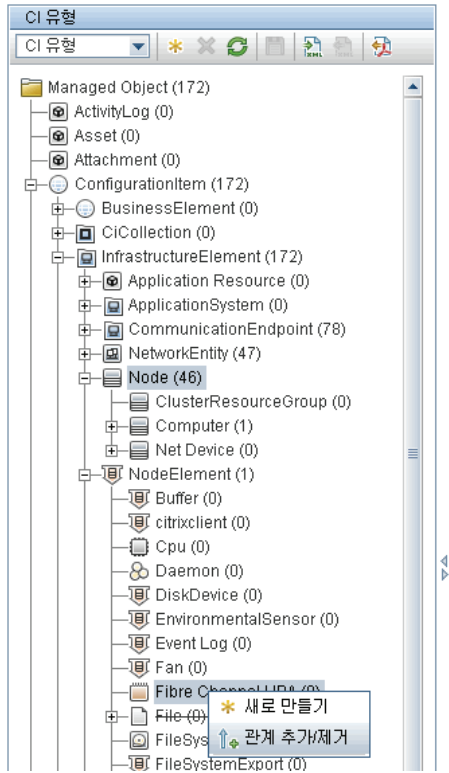 CI 유형
CI 유형
XML
XML
Managed Object (172)
ActivityLog (0)
Asset (0)
Attachment (0)
ConfigurationItem (172)
BusinessElement (0)
CiCollection (0)
InfrastructureElement (172)
Application Resource (0)
ApplicationSystem (0)
CommunicationEndpoint (78)
NetworkEntity (47)
Node (46)
ClusterResourceGroup (0)
Computer (1)
Net Device (0)
NodeElement (1)
Buffer (0)
citrixclient (0)
Cpu (0)
Daemon (0)
DiskDevice (0)
EnvironmentalSensor (0)
Event Log (0)
Fan (0)
Fibre Channel HBA (0)
새로 만들기
File (0)
FileSys
관계 추가/제거
FileSystemExport (0)